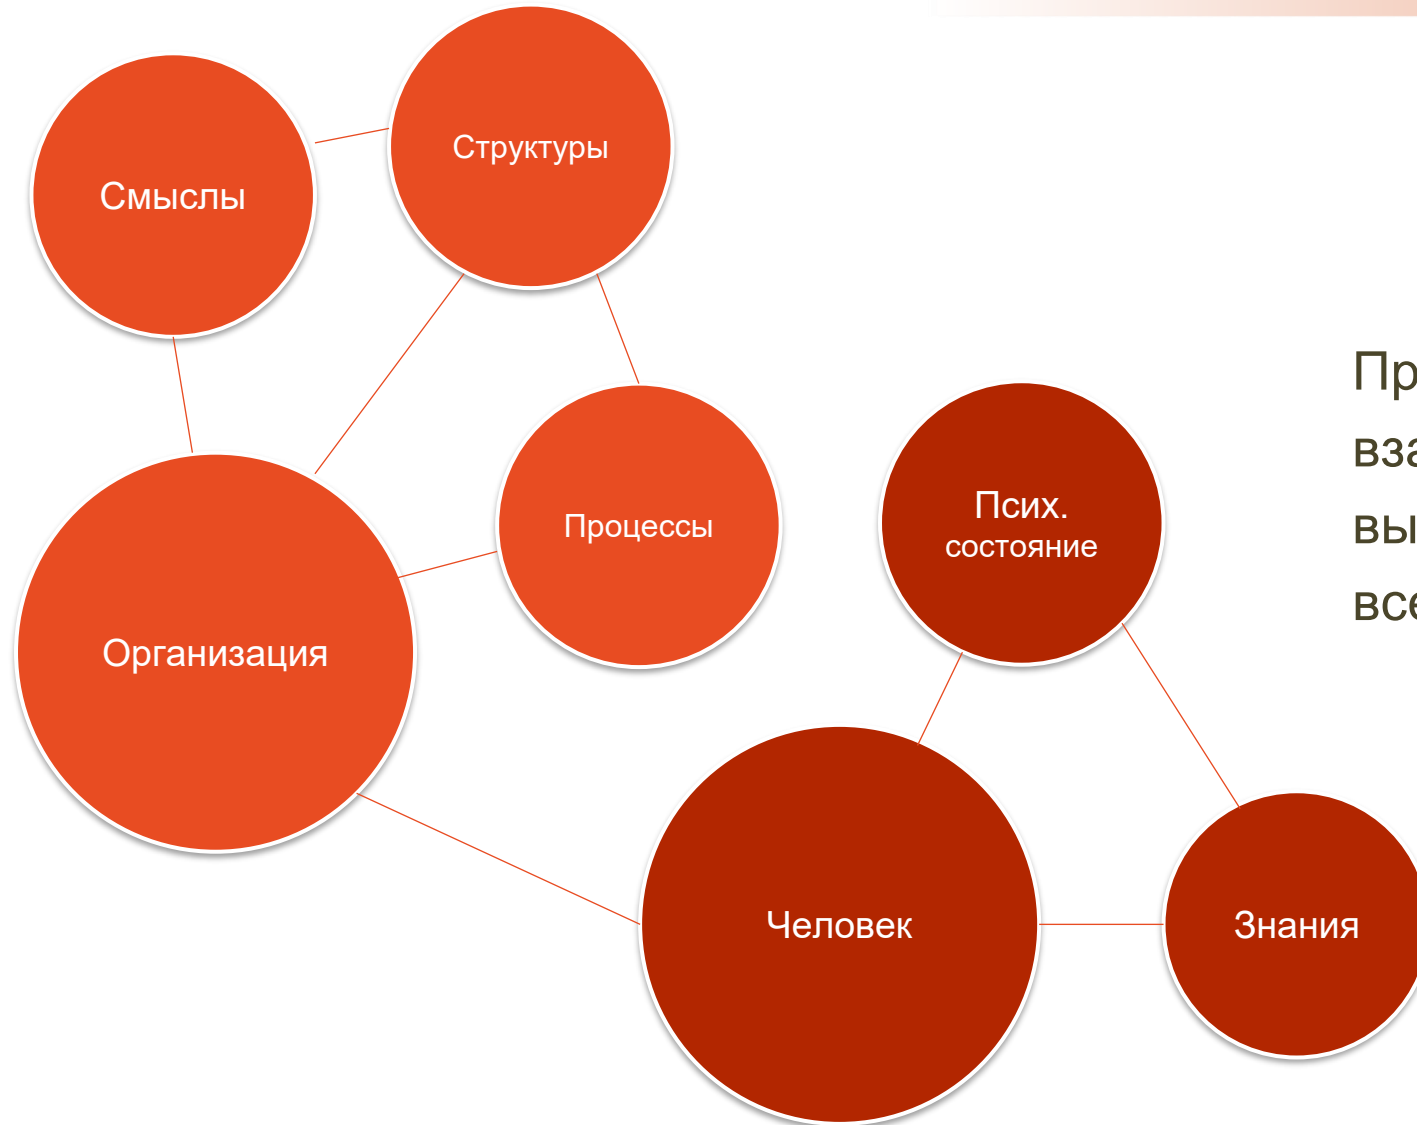 Структуры
Смыслы
Процессы
Псих.
состояние
Организация
Человек
Знания